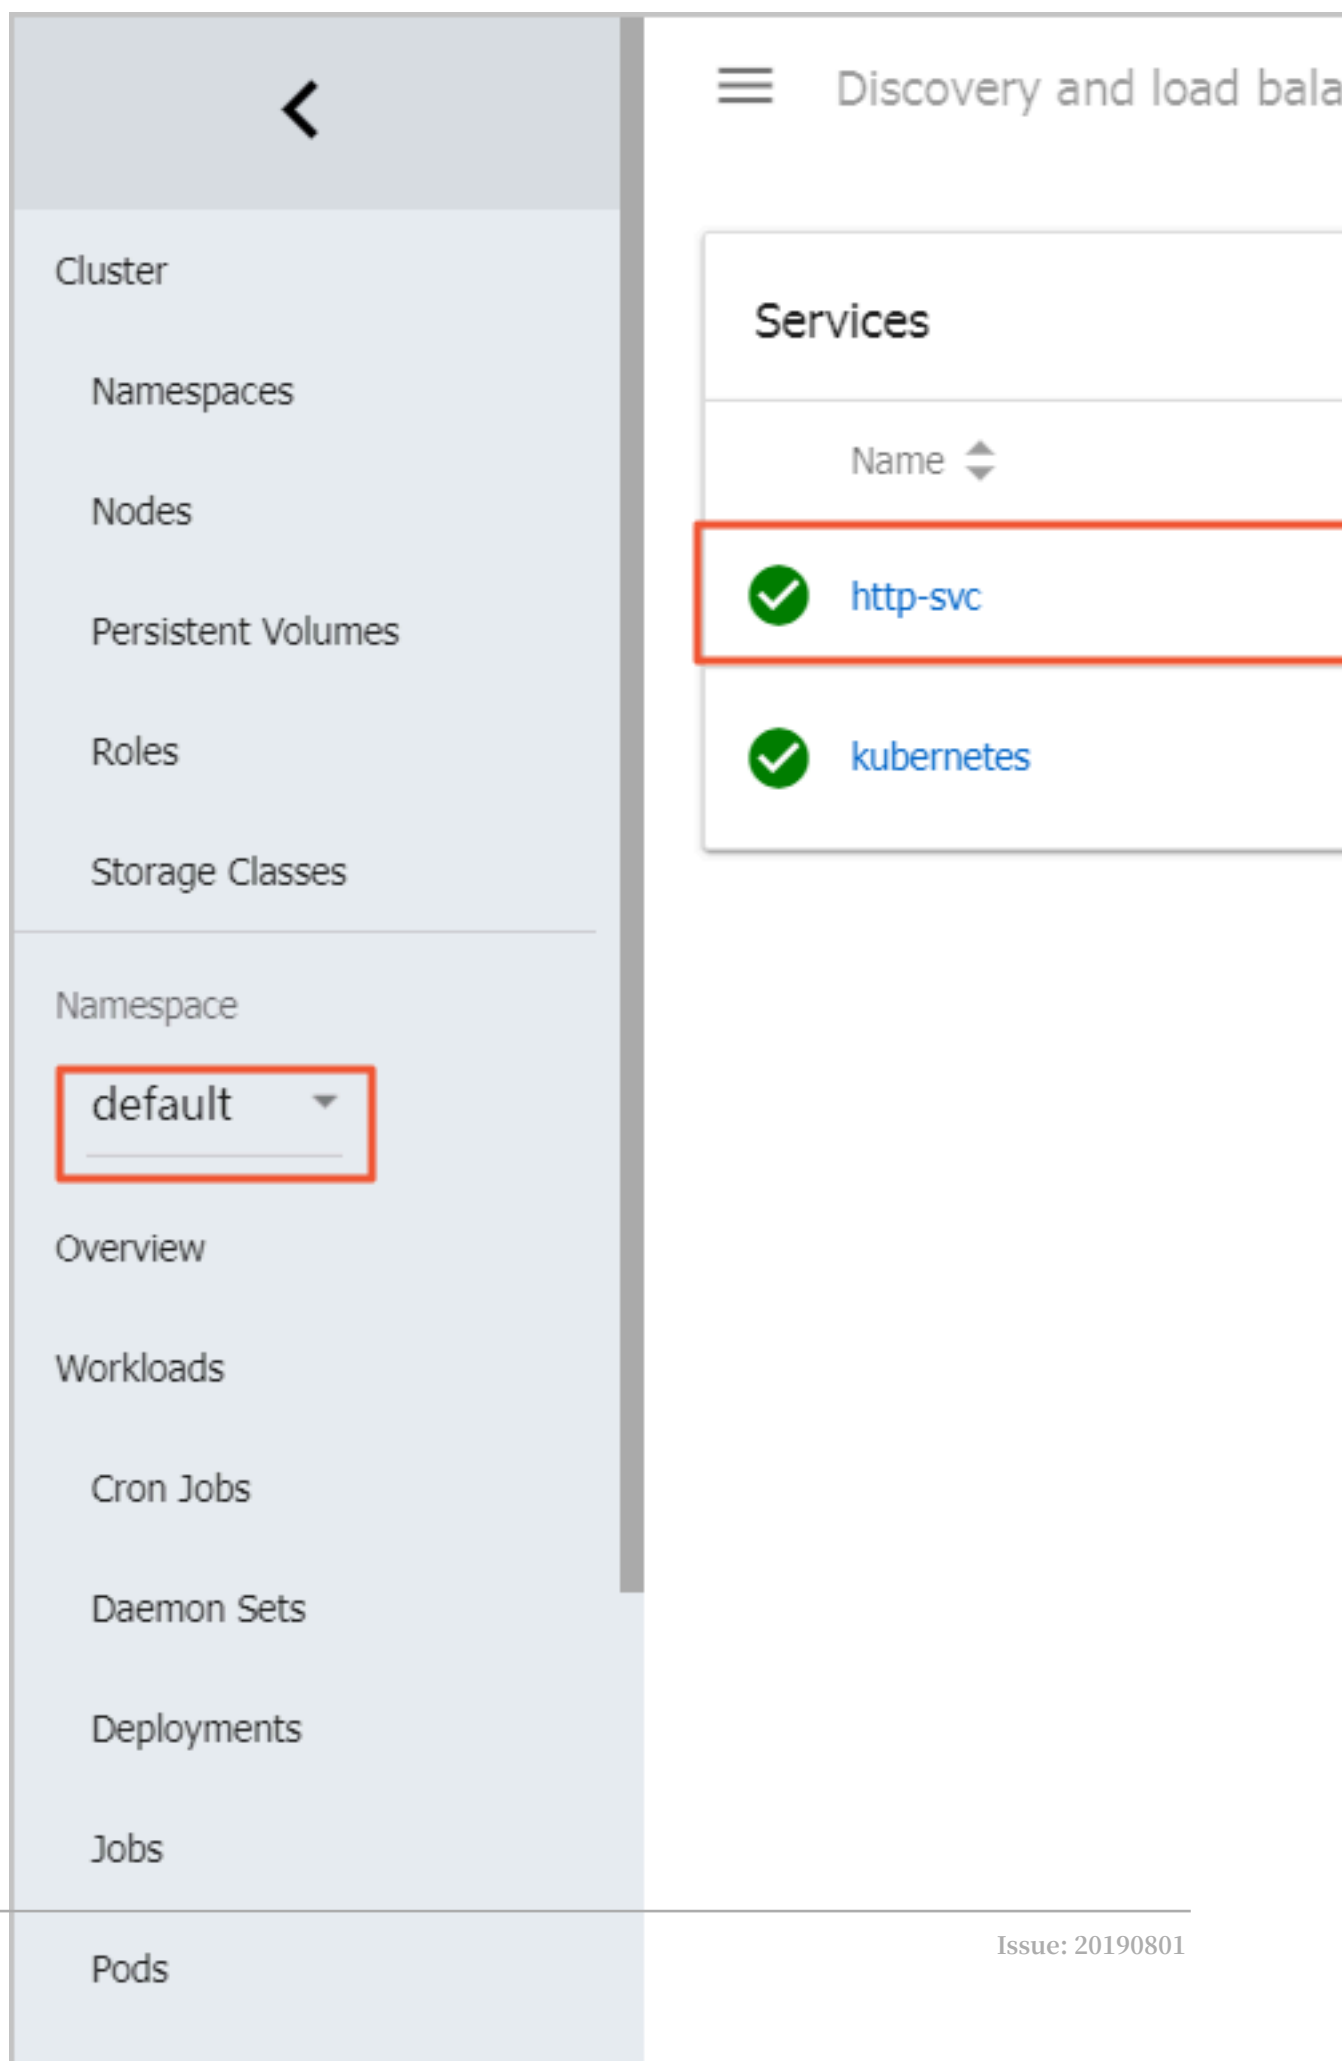 Discovery and load bala
Cluster
Namespaces
Nodes
Persistent Volumes
Roles
Storage Classes
Namespace
default
Overview
Workloads
Cron Jobs
Daemon Sets
Deployments
Jobs
Pods
Services
Name
http-svc
kubernetes
Issue: 20190801